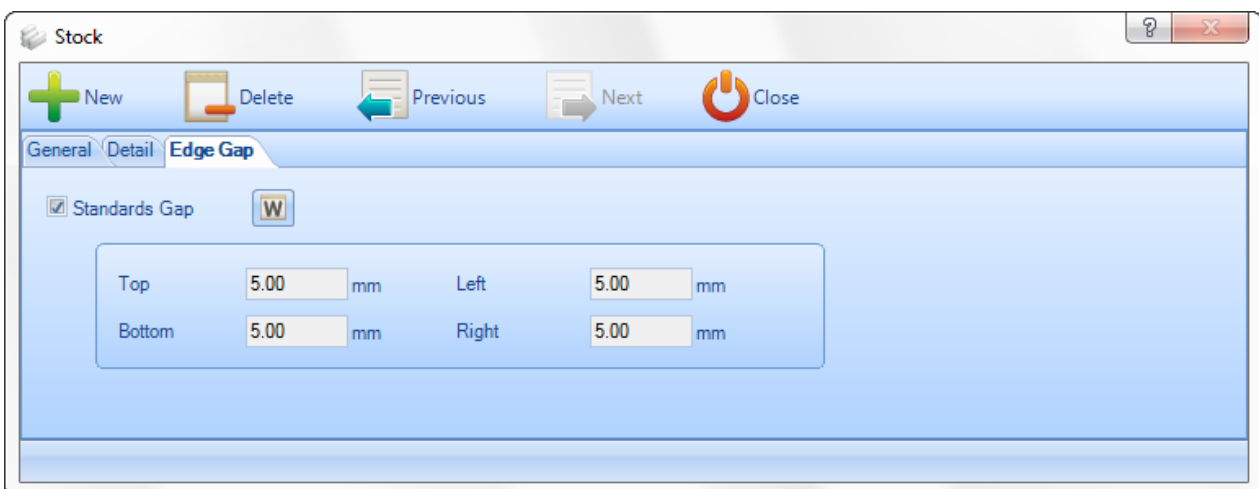 Stock
New Delete Previous Next Close
General Detail Edge Gap
Standards Gap W
Top 5.00 mm Left 5.00 mm
Bottom 5.00 mm Right 5.00 mm